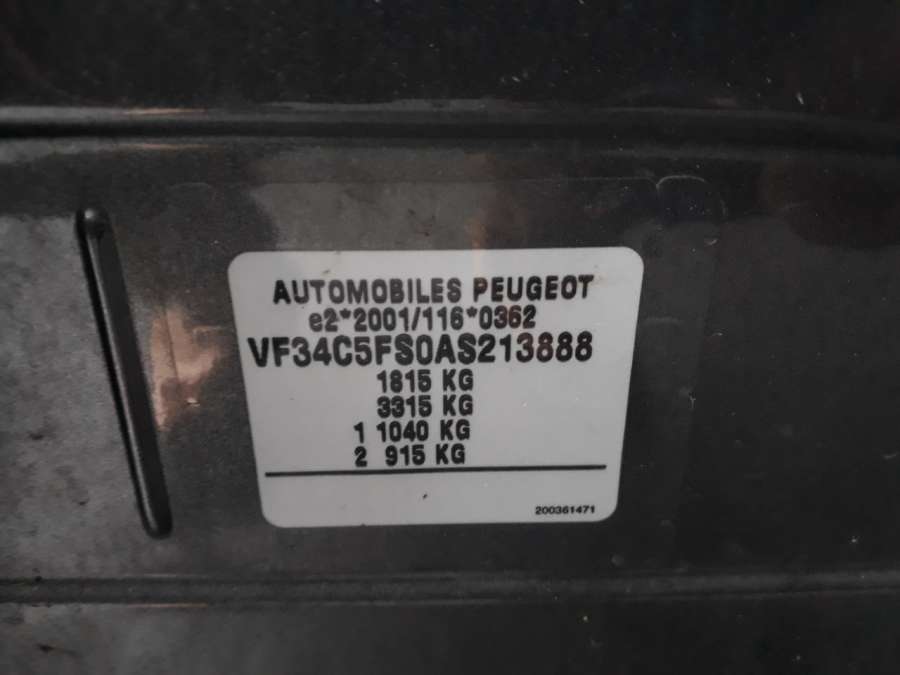 AUTOMOBILES PEUGEOT
e2*2001/116*0362
VF34C5FS0AS213888
1815 KG
3315 KG
1 1040 KG
2 915 KG
200361471